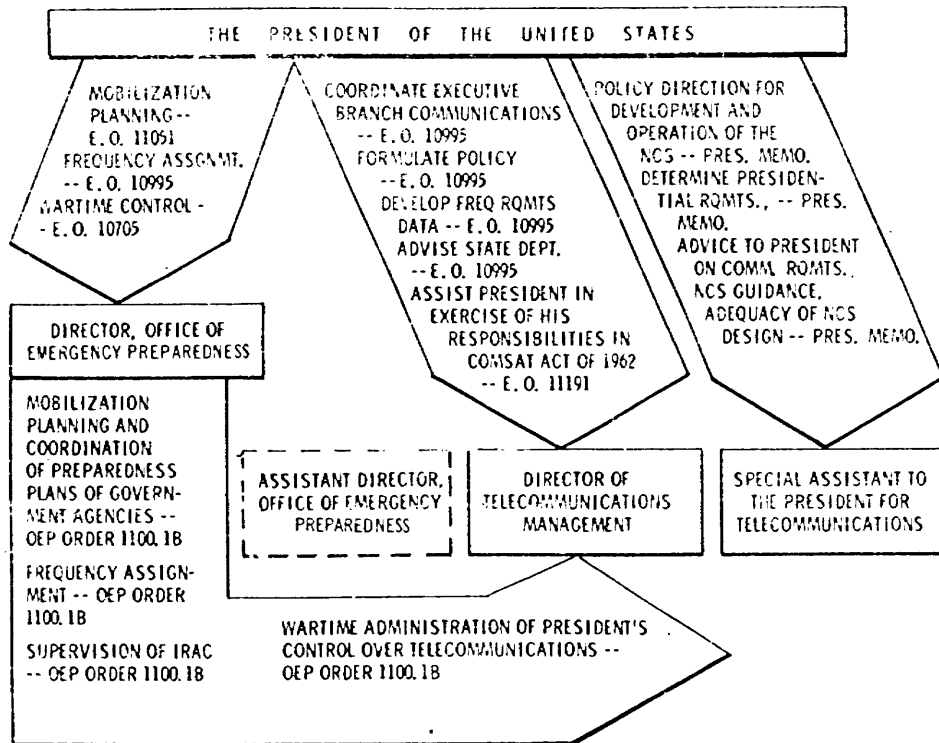 THE PRESIDENT OF THE UNITED STATES
MOBILIZATION
PLANNING --
E. O. 11051
FREQUENCY ASSGNMT.
-- E. O. 10995
WARTIME CONTROL -
- E. O. 10705
COORDINATE EXECUTIVE
BRANCH COMMUNICATIONS
-- E. O. 10995
FORMULATE POLICY
-- E. O. 10995
DEVELOP FREQ RQMTS
DATA -- E. O. 10995
ADVISE STATE DEPT.
-- E. O. 10995
ASSIST PRESIDENT IN
EXERCISE OF HIS
RESPONSIBILITIES IN
COMSAT ACT OF 1962
-- E. O. 11191
POLICY DIRECTION FOR
DEVELOPMENT AND
OPERATION OF THE
NCS -- PRES. MEMO.
DETERMINE PRESIDEN-
TIAL RQMTS., -- PRES.
MEMO.
ADVICE TO PRESIDENT
ON COMM. RQMTS.,
NCS GUIDANCE,
ADEQUACY OF NCS
DESIGN -- PRES. MEMO.
DIRECTOR, OFFICE OF
EMERGENCY PREPAREDNESS
MOBILIZATION
PLANNING AND
COORDINATION
OF PREPAREDNESS
PLANS OF GOVERN-
MENT AGENCIES --
OEP ORDER 1100.1B
FREQUENCY ASSIGN-
MENT -- OEP ORDER
1100.1B
SUPERVISION OF IRAC
-- OEP ORDER 1100.1B
ASSISTANT DIRECTOR,
OFFICE OF EMERGENCY
PREPAREDNESS
DIRECTOR OF
TELECOMMUNICATIONS
MANAGEMENT
SPECIAL ASSISTANT TO
THE PRESIDENT FOR
TELECOMMUNICATIONS
WARTIME ADMINISTRATION OF PRESIDENT'S
CONTROL OVER TELECOMMUNICATIONS --
OEP ORDER 1100.1B